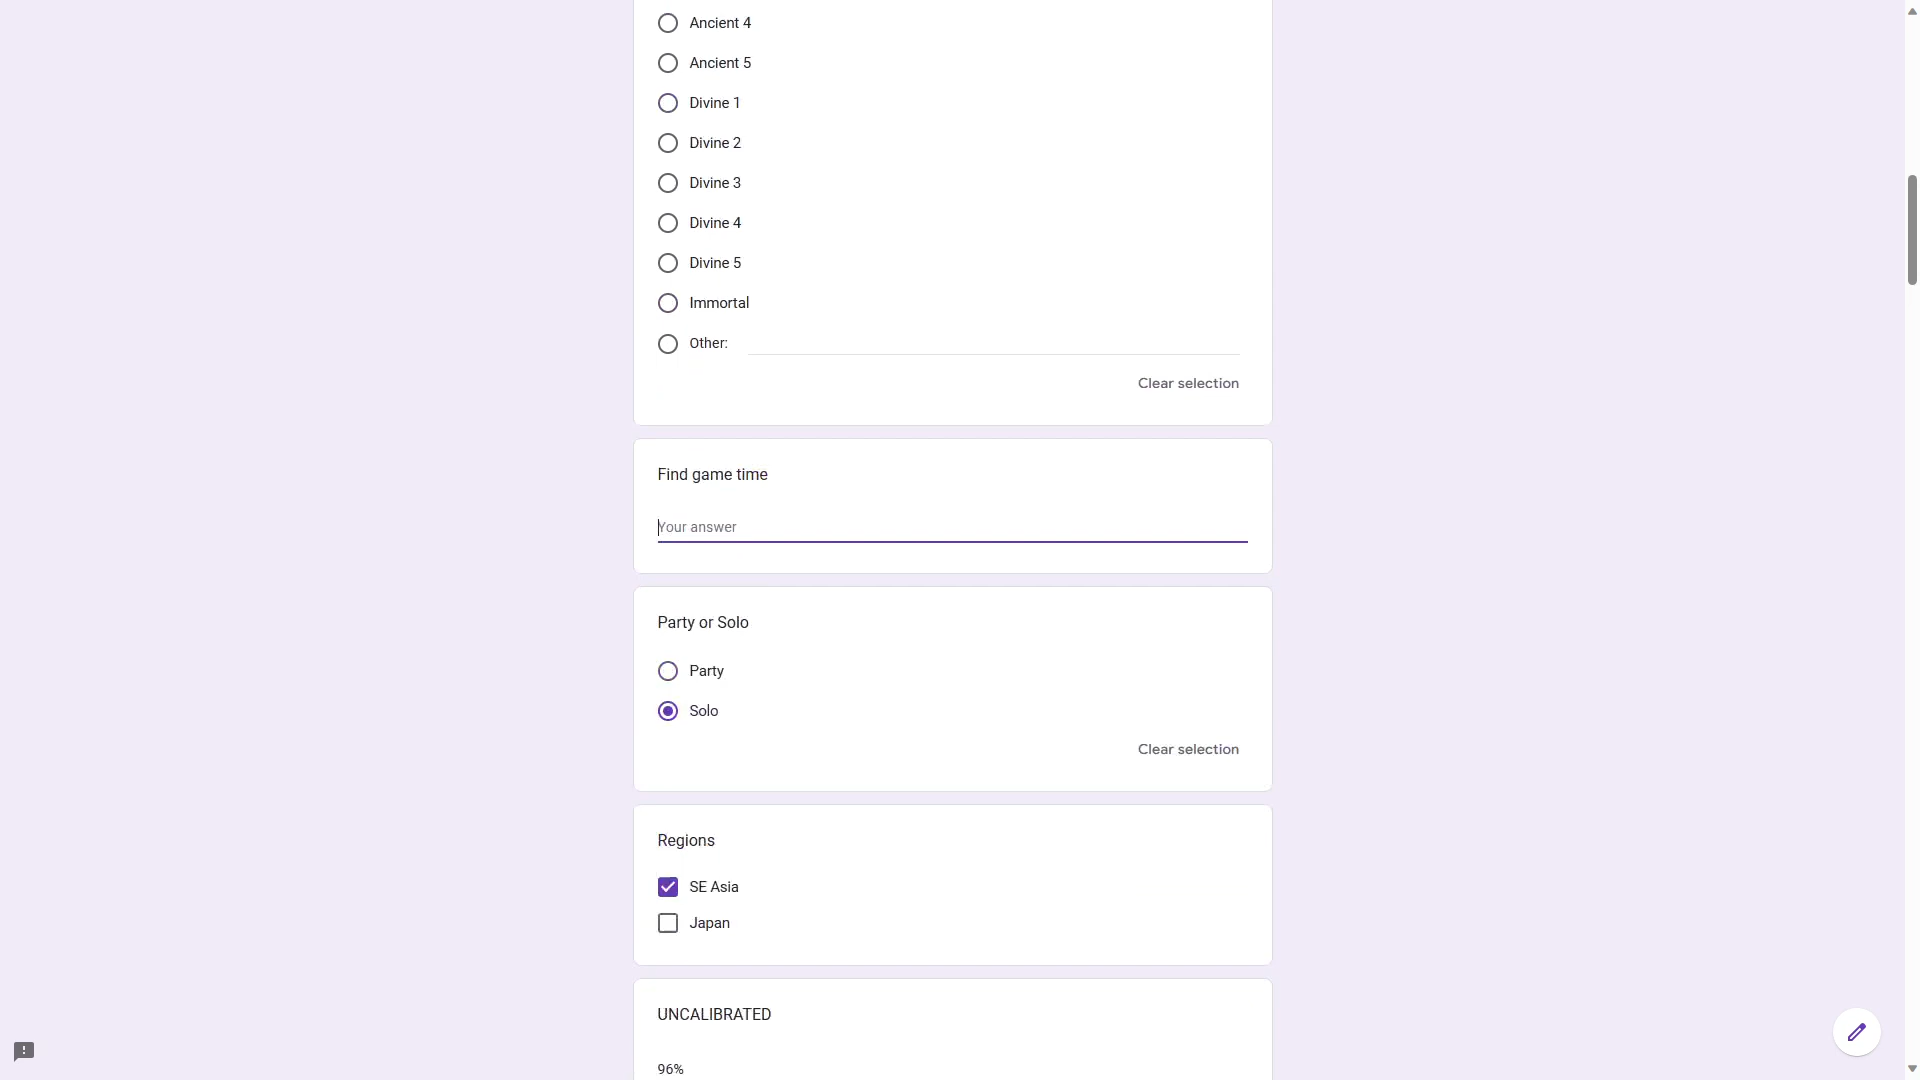 Ancient 4
Ancient 5
Divine 1
Divine 2
Divine 3
Divine 4
Divine 5
Immortal
Other:
Clear selection
Find game time
Your answer
Party or Solo
Party
Solo
Clear selection
Regions
SE Asia
Japan
UNCALIBRATED
96%